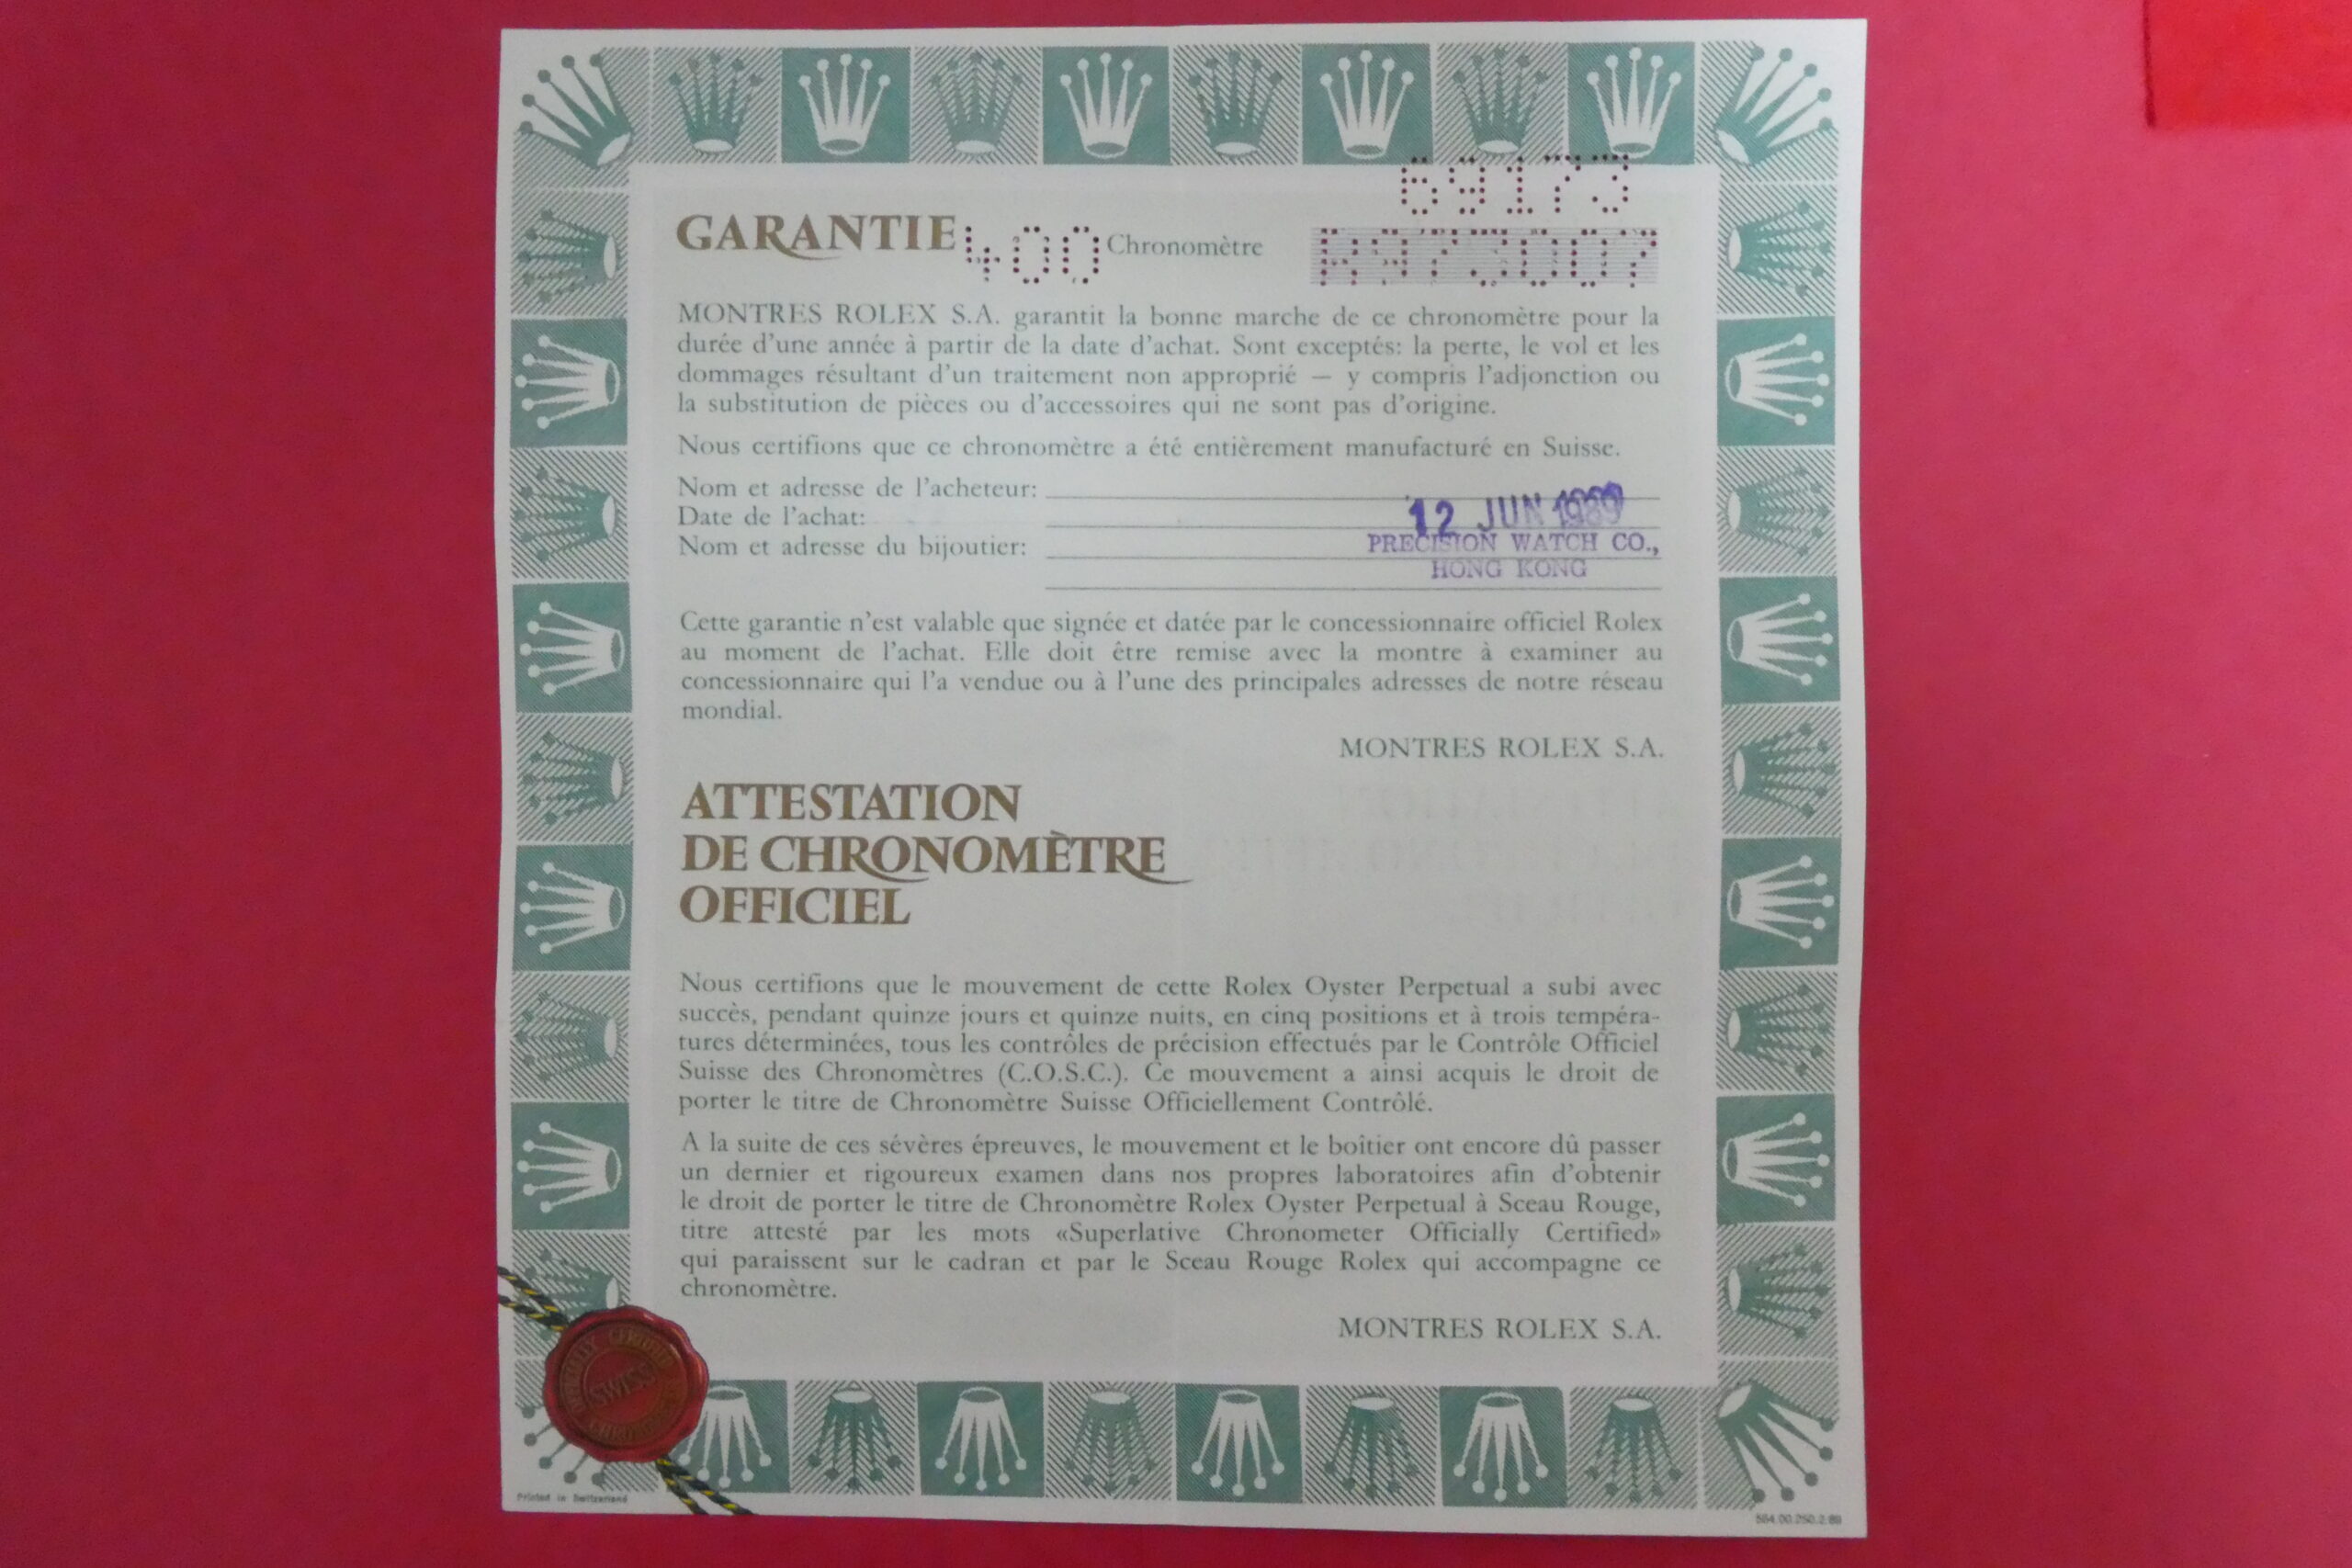 69173
GARANTIE 400 Chronomètre R973007
MONTRES ROLEX S.A. garantit la bonne marche de ce chronomètre pour la
durée d'une année à partir de la date d'achat. Sont exceptés: la perte, le vol et les
dommages résultant d'un traitement non approprié — y compris l'adjonction ou
la substitution de pièces ou d'accessoires qui ne sont pas d'origine.
Nous certifions que ce chronomètre a été entièrement manufacturé en Suisse.
Nom et adresse de l'acheteur:
Date de l'achat: 12 JUN 1989
Nom et adresse du bijoutier: PRECISION WATCH CO.,
HONG KONG
Cette garantie n'est valable que signée et datée par le concessionnaire officiel Rolex
au moment de l'achat. Elle doit être remise avec la montre à examiner au
concessionnaire qui l'a vendue ou à l'une des principales adresses de notre réseau
mondial.
MONTRES ROLEX S.A.
ATTESTATION
DE CHRONOMÈTRE
OFFICIEL
Nous certifions que le mouvement de cette Rolex Oyster Perpetual a subi avec
succès, pendant quinze jours et quinze nuits, en cinq positions et à trois tempéra-
tures déterminées, tous les contrôles de précision effectués par le Contrôle Officiel
Suisse des Chronomètres (C.O.S.C.). Ce mouvement a ainsi acquis le droit de
porter le titre de Chronomètre Suisse Officiellement Contrôlé.
A la suite de ces sévères épreuves, le mouvement et le boîtier ont encore dû passer
un dernier et rigoureux examen dans nos propres laboratoires afin d'obtenir
le droit de porter le titre de Chronomètre Rolex Oyster Perpetual à Sceau Rouge,
titre attesté par les mots «Superlative Chronometer Officially Certified»
qui paraissent sur le cadran et par le Sceau Rouge Rolex qui accompagne ce
chronomètre.
MONTRES ROLEX S.A.
CERTIFIED
SWISS
Printed in Switzerland
564.00.250.2.89